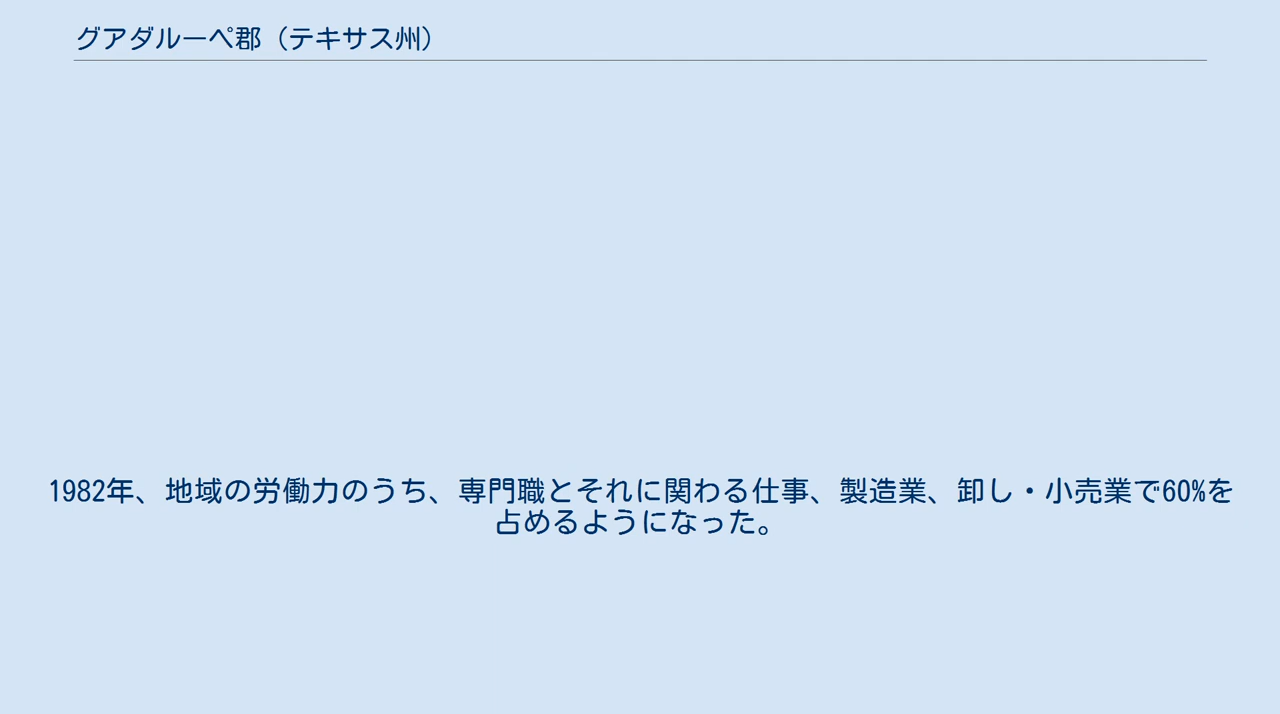 グアダルーペ郡（テキサス州）
1982年、地域の労働力のうち、専門職とそれに関わる仕事、製造業、卸し・小売業で60%を
占めるようになった。